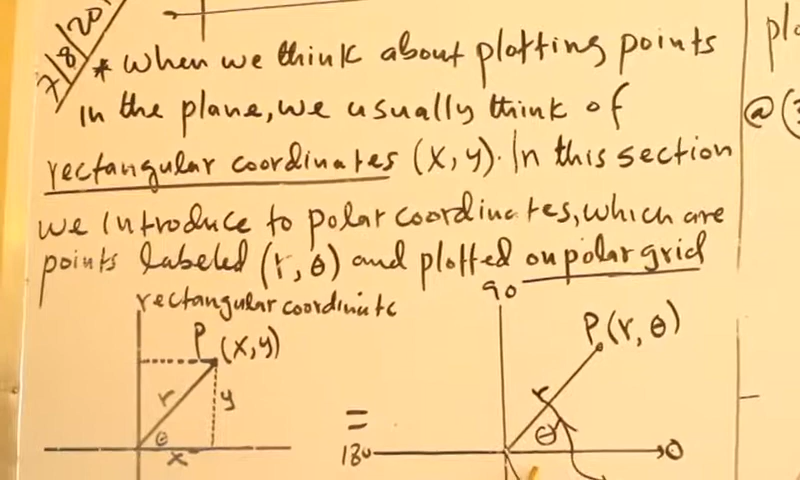 7/8/20
* When we think about plotting points
in the plane, we usually think of
rectangular coordinates (x, y). In this section
we introduce to polar coordinates, which are
points labeled (r, θ) and plotted on polar grid
rectangular coordinate
P (x, y)
r
y
θ
x
=
90
P(r, θ)
r
θ
180
0
pl
@ (